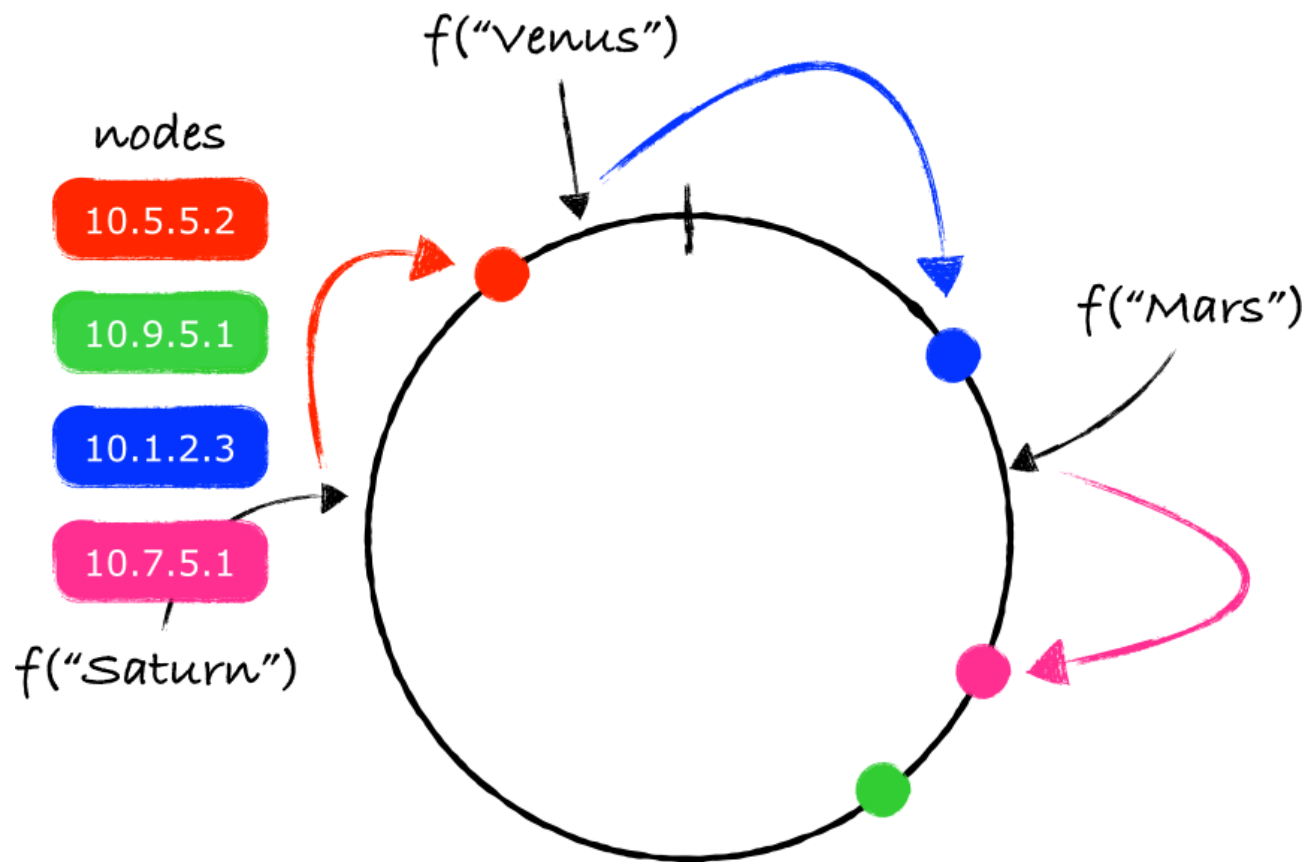 f("Venus")
nodes
10.5.5.2
10.9.5.1
f("Mars")
10.1.2.3
10.7.5.1
f("Saturn")